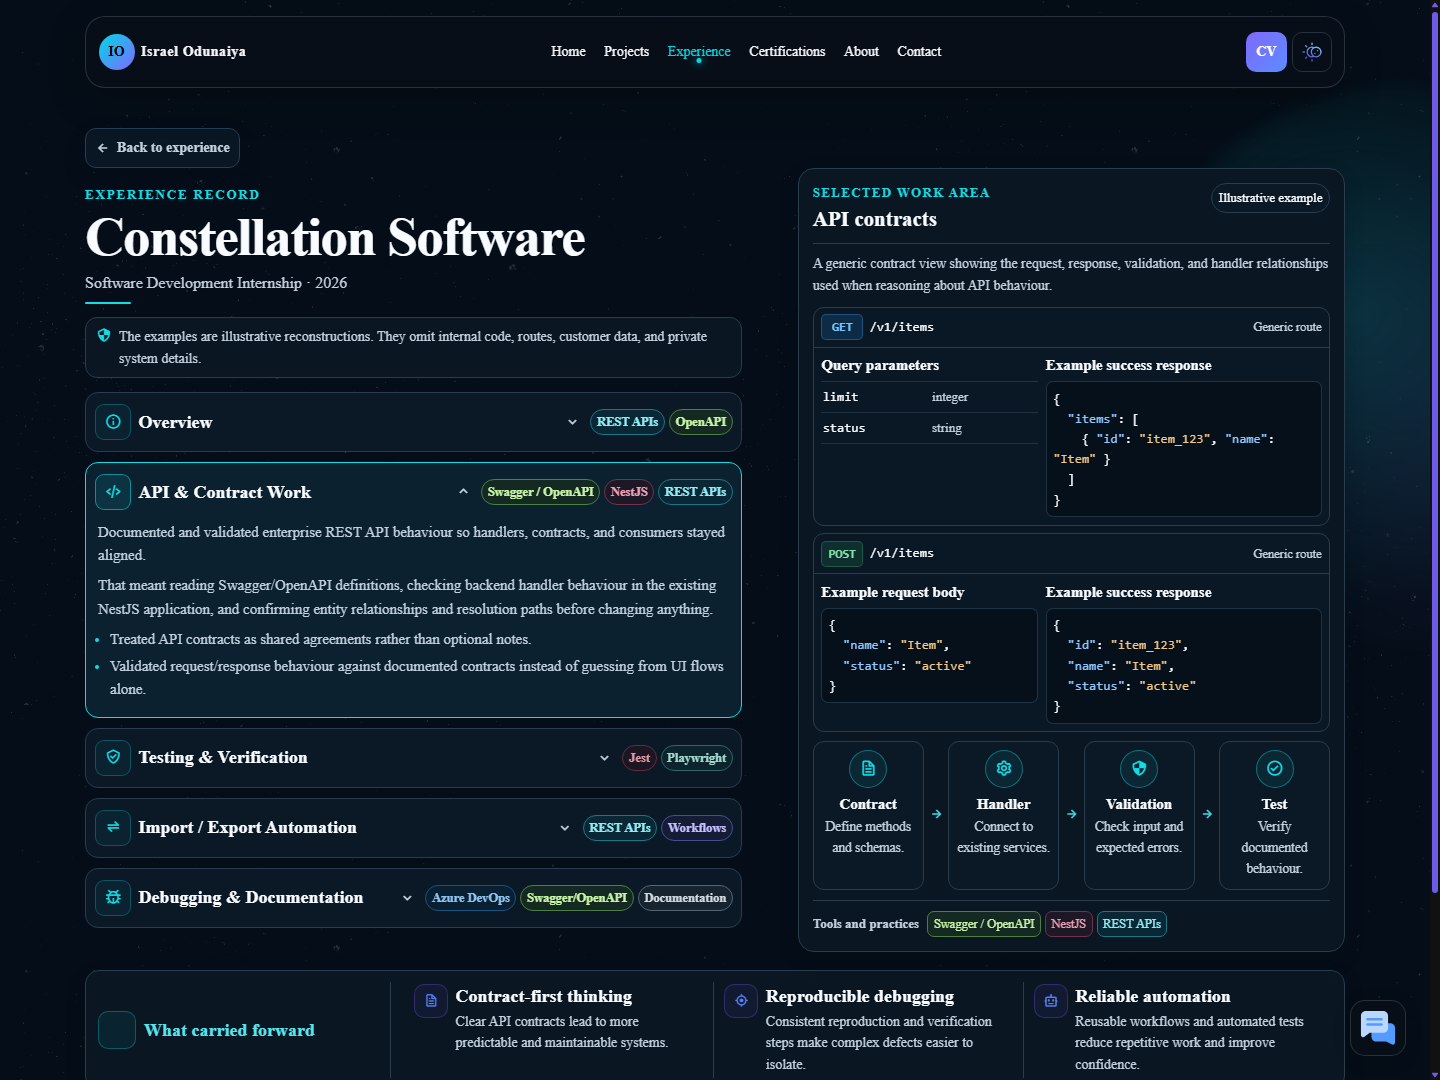 IO Israel Odunaiya
Home Projects Experience Certifications About Contact
CV
Back to experience
EXPERIENCE RECORD
Constellation Software
Software Development Internship · 2026
The examples are illustrative reconstructions. They omit internal code, routes, customer data, and private
system details.
Overview REST APIs OpenAPI
API & Contract Work Swagger / OpenAPI NestJS REST APIs
Documented and validated enterprise REST API behaviour so handlers, contracts, and consumers stayed
aligned.
That meant reading Swagger/OpenAPI definitions, checking backend handler behaviour in the existing
NestJS application, and confirming entity relationships and resolution paths before changing anything.
Treated API contracts as shared agreements rather than optional notes.
Validated request/response behaviour against documented contracts instead of guessing from UI flows
alone.
Testing & Verification Jest Playwright
Import / Export Automation REST APIs Workflows
Debugging & Documentation Azure DevOps Swagger/OpenAPI Documentation
SELECTED WORK AREA
Illustrative example
API contracts
A generic contract view showing the request, response, validation, and handler relationships
used when reasoning about API behaviour.
GET /v1/items Generic route
Query parameters
limit integer
status string
Example success response
{
"items": [
{ "id": "item_123", "name":
"Item" }
]
}
POST /v1/items Generic route
Example request body
{
"name": "Item",
"status": "active"
}
Example success response
{
"id": "item_123",
"name": "Item",
"status": "active"
}
Contract
Define methods
and schemas.
Handler
Connect to
existing services.
Validation
Check input and
expected errors.
Test
Verify
documented
behaviour.
Tools and practices Swagger / OpenAPI NestJS REST APIs
What carried forward
Contract-first thinking
Clear API contracts lead to more
predictable and maintainable systems.
Reproducible debugging
Consistent reproduction and verification
steps make complex defects easier to
isolate.
Reliable automation
Reusable workflows and automated tests
reduce repetitive work and improve
confidence.